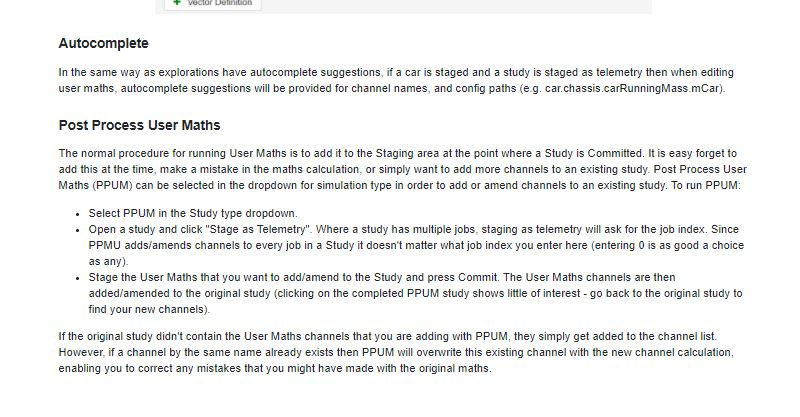 Vector Definition
Autocomplete
In the same way as explorations have autocomplete suggestions, if a car is staged and a study is staged as telemetry then when editing
user maths, autocomplete suggestions will be provided for channel names, and config paths (e.g. car.chassis.carRunningMass.mCar).
Post Process User Maths
The normal procedure for running User Maths is to add it to the Staging area at the point where a Study is Committed. It is easy forget to
add this at the time, make a mistake in the maths calculation, or simply want to add more channels to an existing study. Post Process User
Maths (PPUM) can be selected in the dropdown for simulation type in order to add or amend channels to an existing study. To run PPUM:
• Select PPUM in the Study type dropdown.
• Open a study and click "Stage as Telemetry". Where a study has multiple jobs, staging as telemetry will ask for the job index. Since
PPMU adds/amends channels to every job in a Study it doesn't matter what job index you enter here (entering 0 is as good a choice
as any).
• Stage the User Maths that you want to add/amend to the Study and press Commit. The User Maths channels are then
added/amended to the original study (clicking on the completed PPUM study shows little of interest - go back to the original study to
find your new channels).
If the original study didn't contain the User Maths channels that you are adding with PPUM, they simply get added to the channel list.
However, if a channel by the same name already exists then PPUM will overwrite this existing channel with the new channel calculation,
enabling you to correct any mistakes that you might have made with the original maths.